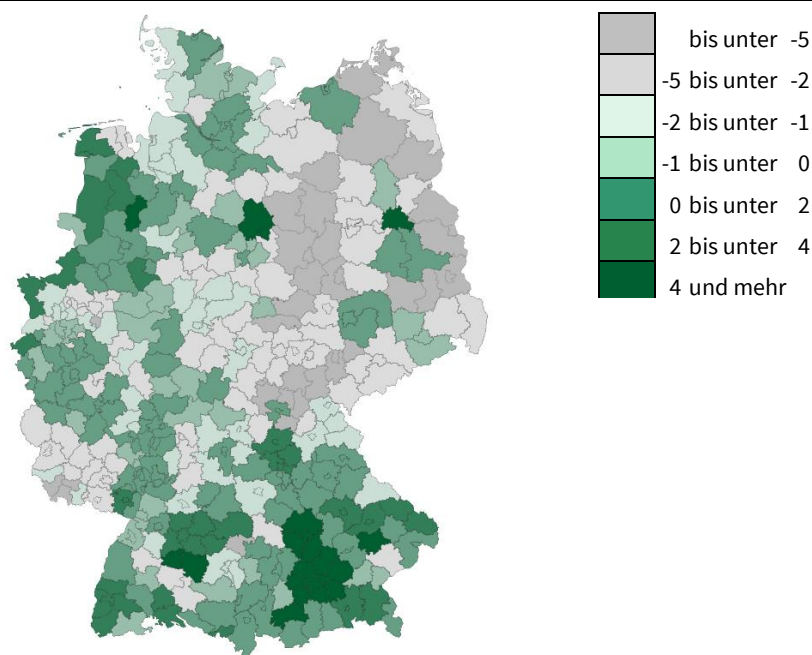 bis unter -5
-5 bis unter -2
-2 bis unter -1
-1 bis unter 0
0 bis unter 2
2 bis unter 4
4 und mehr